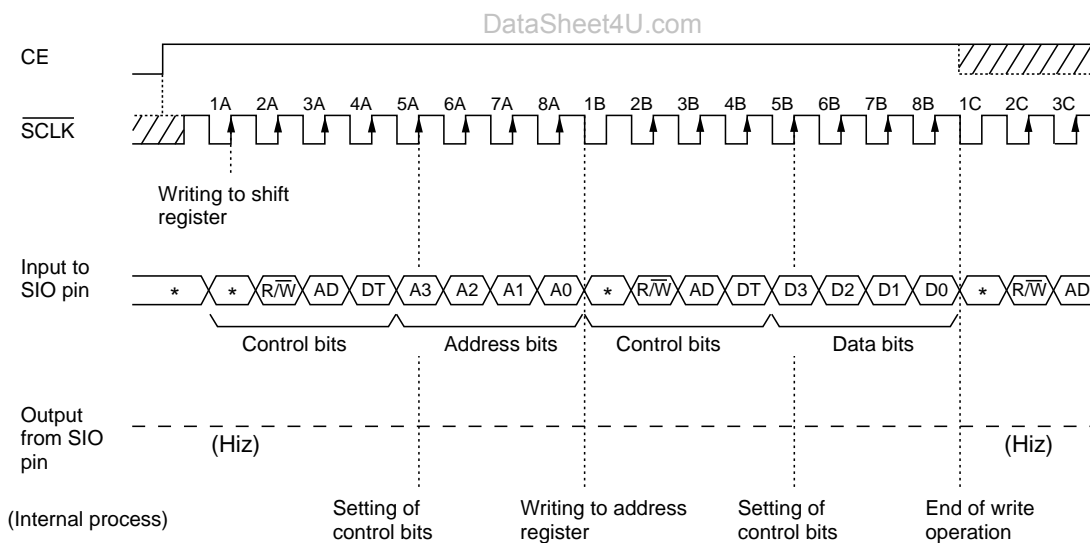 DataSheet4U.com
CE
SCLK
1A 2A 3A 4A 5A 6A 7A 8A 1B 2B 3B 4B 5B 6B 7B 8B 1C 2C 3C
Writing to shift
register
Input to
SIO pin
* * R/W AD DT A3 A2 A1 A0 * R/W AD DT D3 D2 D1 D0 * R/W AD
Control bits Address bits Control bits Data bits
Output
from SIO
pin
(Hiz) (Hiz)
(Internal process)
Setting of
control bits
Writing to address
register
Setting of
control bits
End of write
operation